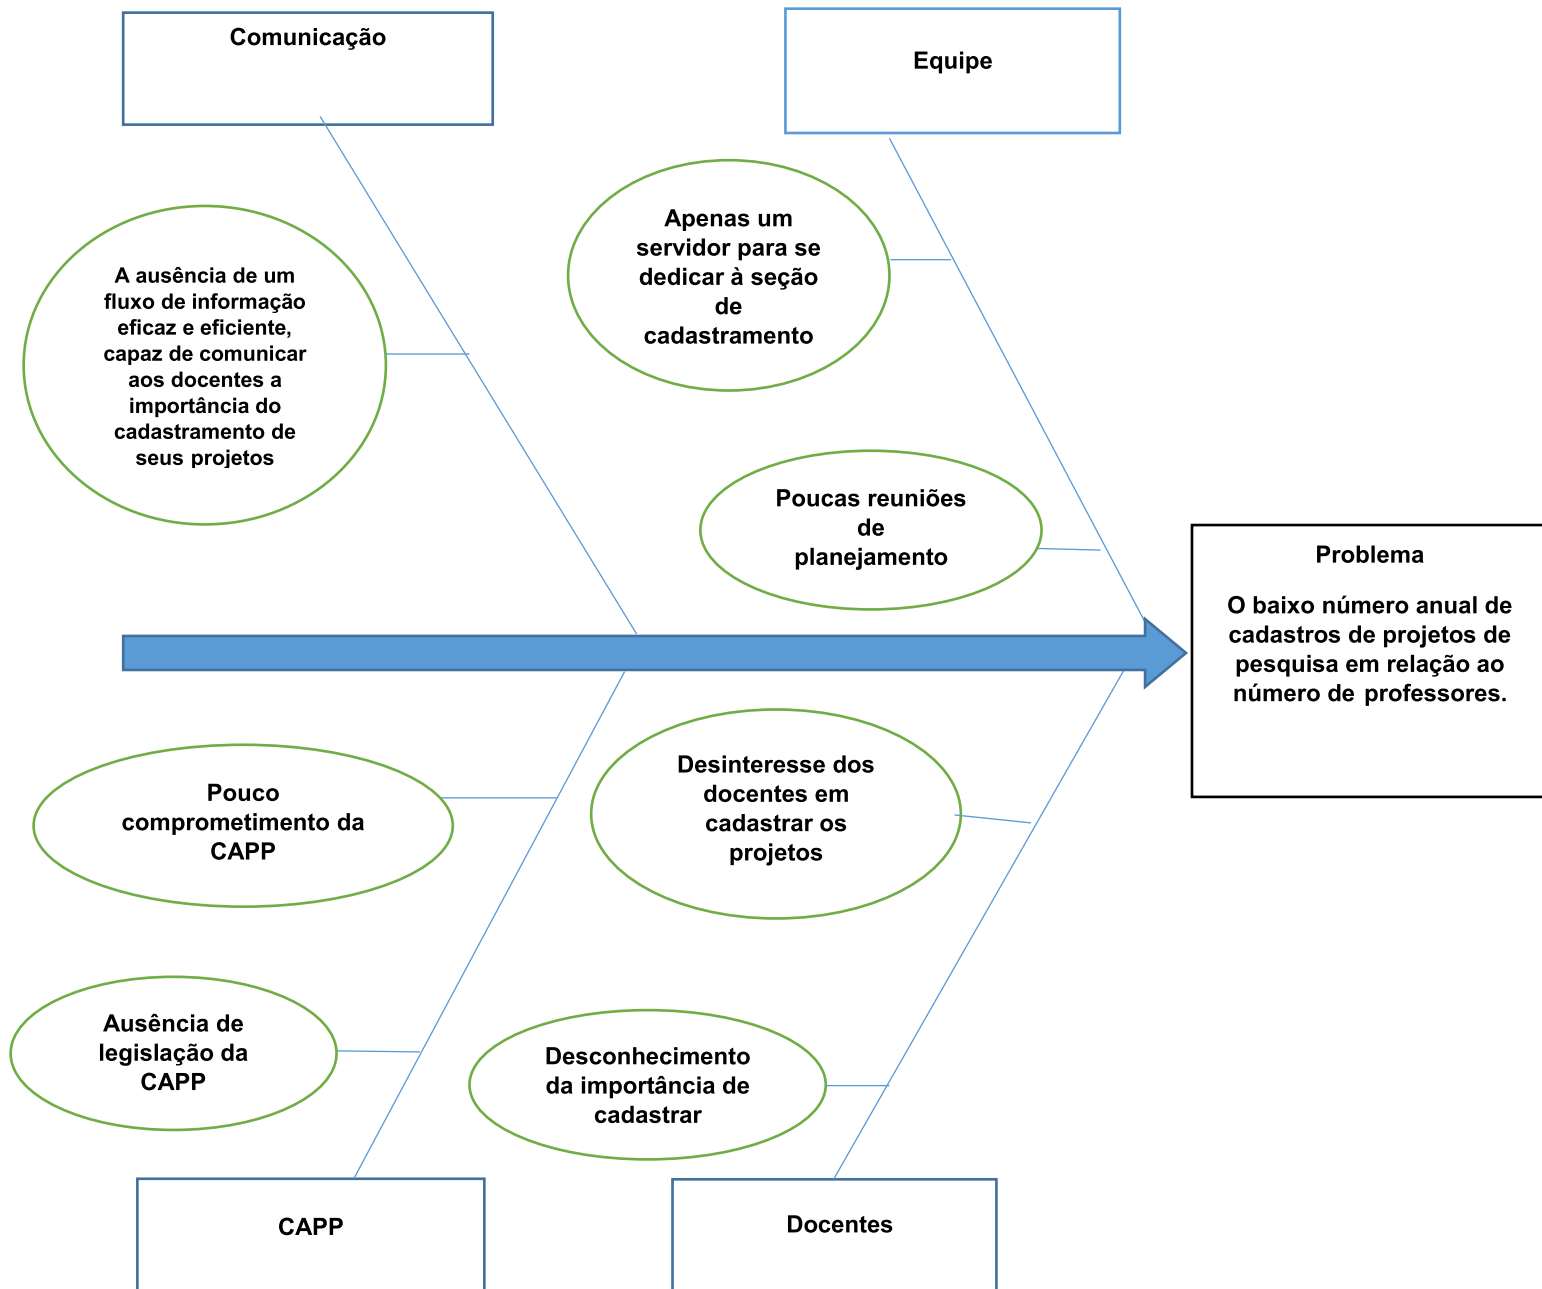 Comunicação
Equipe
A ausência de um
fluxo de informação
eficaz e eficiente,
capaz de comunicar
aos docentes a
importância do
cadastramento de
seus projetos
Apenas um
servidor para se
dedicar à seção
de
cadastramento
Poucas reuniões
de
planejamento
Problema
O baixo número anual de
cadastros de projetos de
pesquisa em relação ao
número de professores.
Pouco
comprometimento da
CAPP
Desinteresse dos
docentes em
cadastrar os
projetos
Ausência de
legislação da
CAPP
Desconhecimento
da importância de
cadastrar
CAPP
Docentes